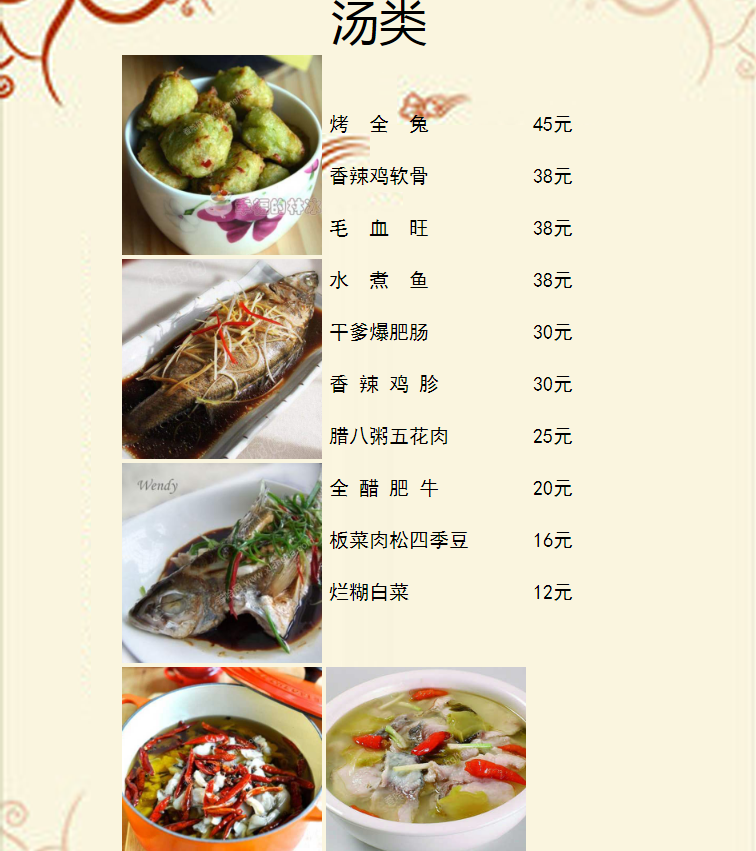 汤类
烤 全 兔 45元
香辣鸡软骨 38元
毛 血 旺 38元
水 煮 鱼 38元
干爹爆肥肠 30元
香 辣 鸡 胗 30元
腊八粥五花肉 25元
全 醋 肥 牛 20元
板菜肉松四季豆 16元
烂糊白菜 12元
Wendy